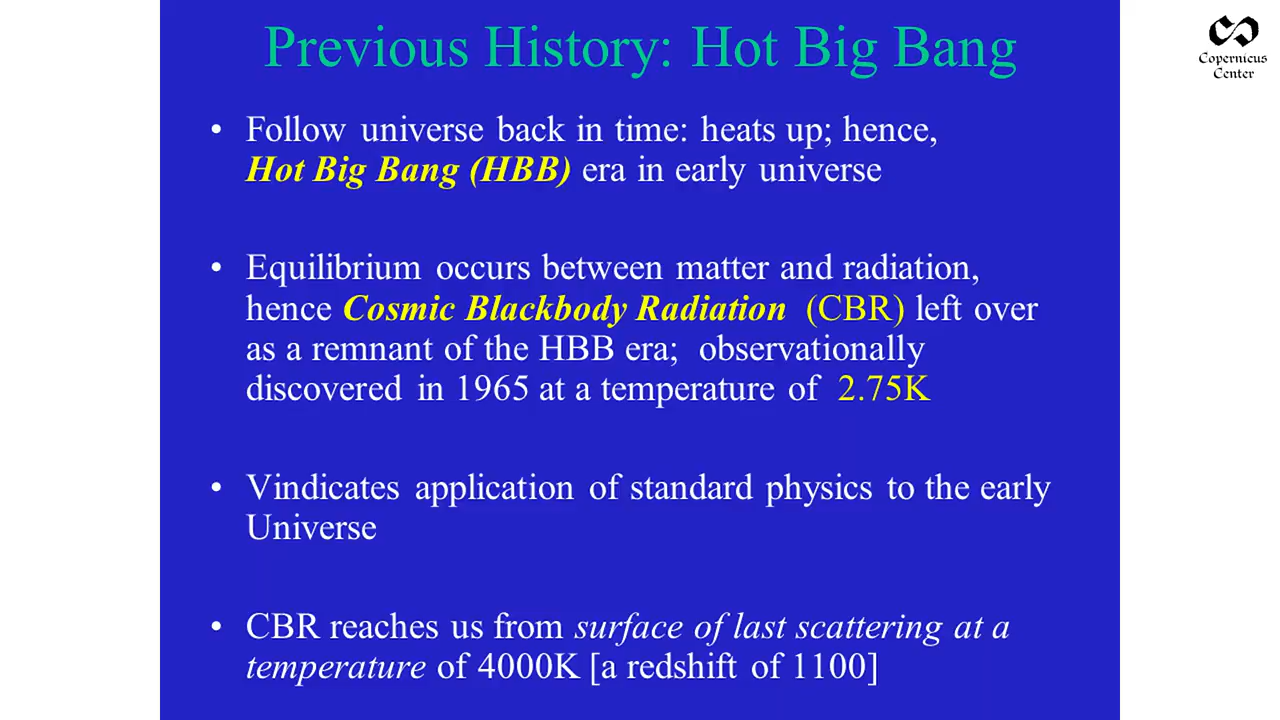 Previous History: Hot Big Bang
Copernicus
Center
• Follow universe back in time: heats up; hence,
Hot Big Bang (HBB) era in early universe
• Equilibrium occurs between matter and radiation,
hence Cosmic Blackbody Radiation (CBR) left over
as a remnant of the HBB era; observationally
discovered in 1965 at a temperature of 2.75K
• Vindicates application of standard physics to the early
Universe
• CBR reaches us from surface of last scattering at a
temperature of 4000K [a redshift of 1100]